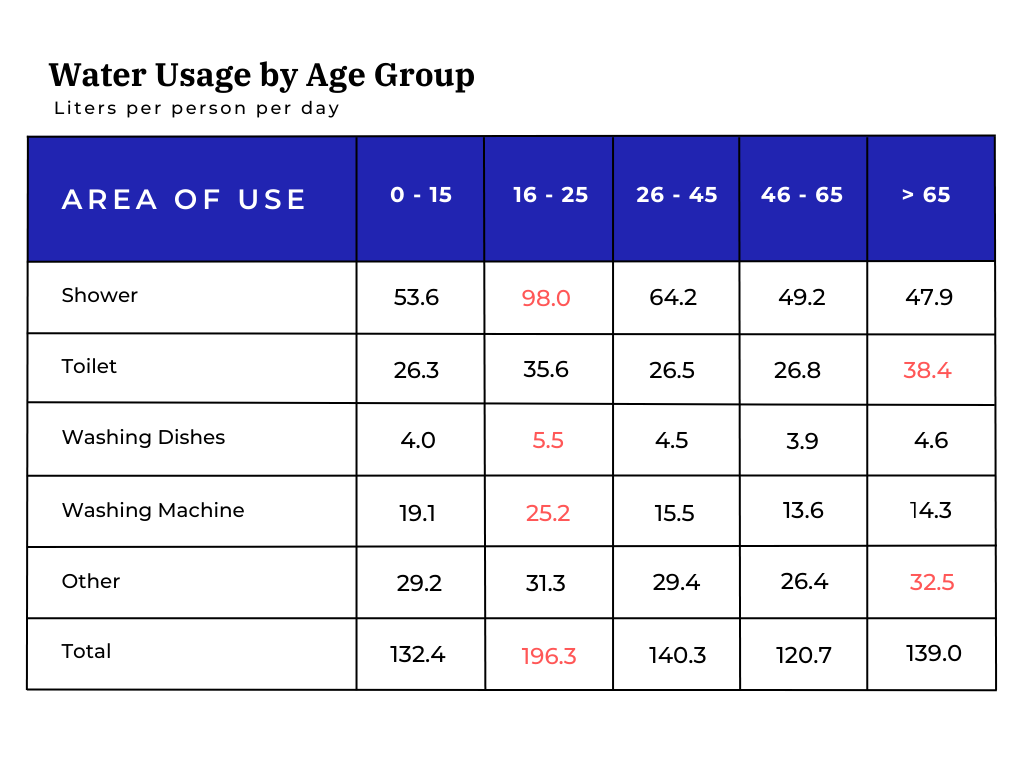 Water Usage by Age Group
Liters per person per day
AREA OF USE 0 - 15 16 - 25 26 - 45 46 - 65 > 65
Shower 53.6 98.0 64.2 49.2 47.9
Toilet 26.3 35.6 26.5 26.8 38.4
Washing Dishes 4.0 5.5 4.5 3.9 4.6
Washing Machine 19.1 25.2 15.5 13.6 14.3
Other 29.2 31.3 29.4 26.4 32.5
Total 132.4 196.3 140.3 120.7 139.0